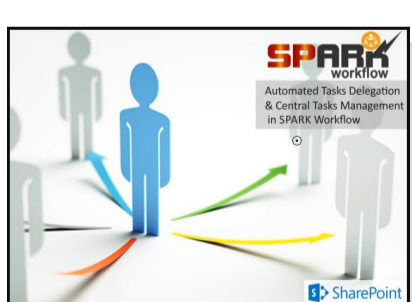 SPARK
workflow
Automated Tasks Delegation
& Central Tasks Management
in SPARK Workflow
S SharePoint